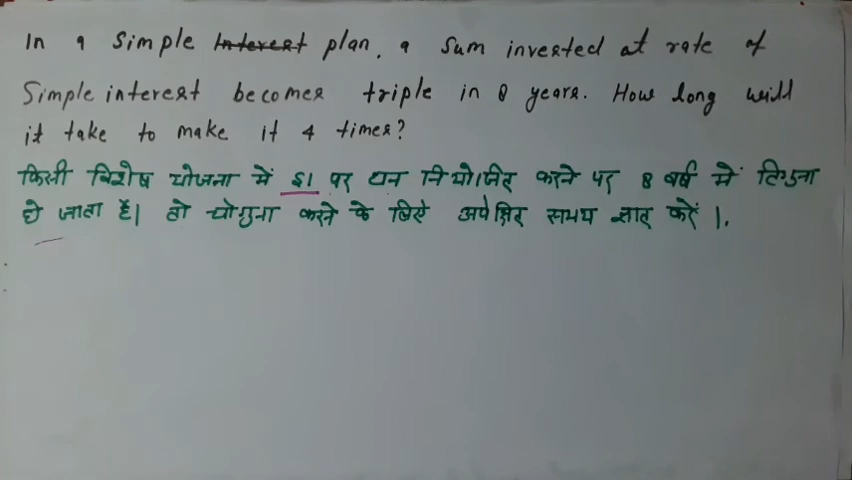 In a Simple Interest plan, a Sum invested at rate of
Simple interest becomes triple in 8 years. How long will
it take to make it 4 times?
किसी विशेष योजना में SI पर धन नियोजित करने पर 8 वर्ष में तिगुना
हो जाता है। तो चोगुना करने के लिए अपेक्षित समय ज्ञात करें।.